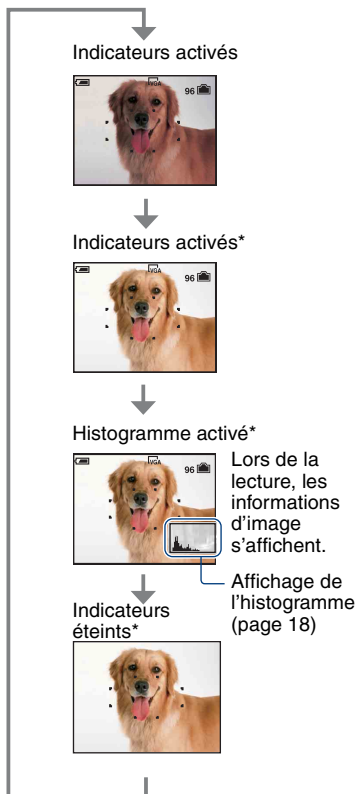 Indicateurs activés
VGA
96
Indicateurs activés*
VGA
96
Histogramme activé*
VGA
96
Lors de la
lecture, les
informations
d'image
s'affichent.
Affichage de
l'histogramme
(page 18)
Indicateurs
éteints*